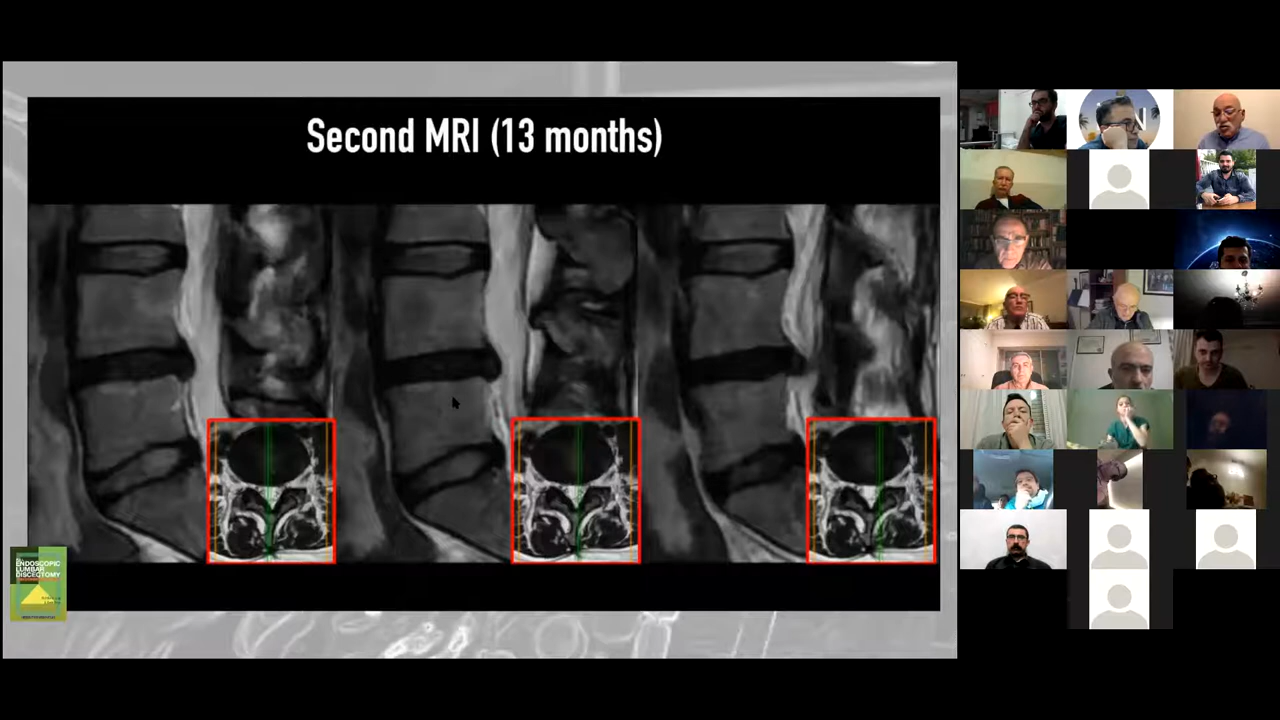 Second MRI (13 months)
ENDOSCOPIC
LUMBAR
DISCECTOMY
N